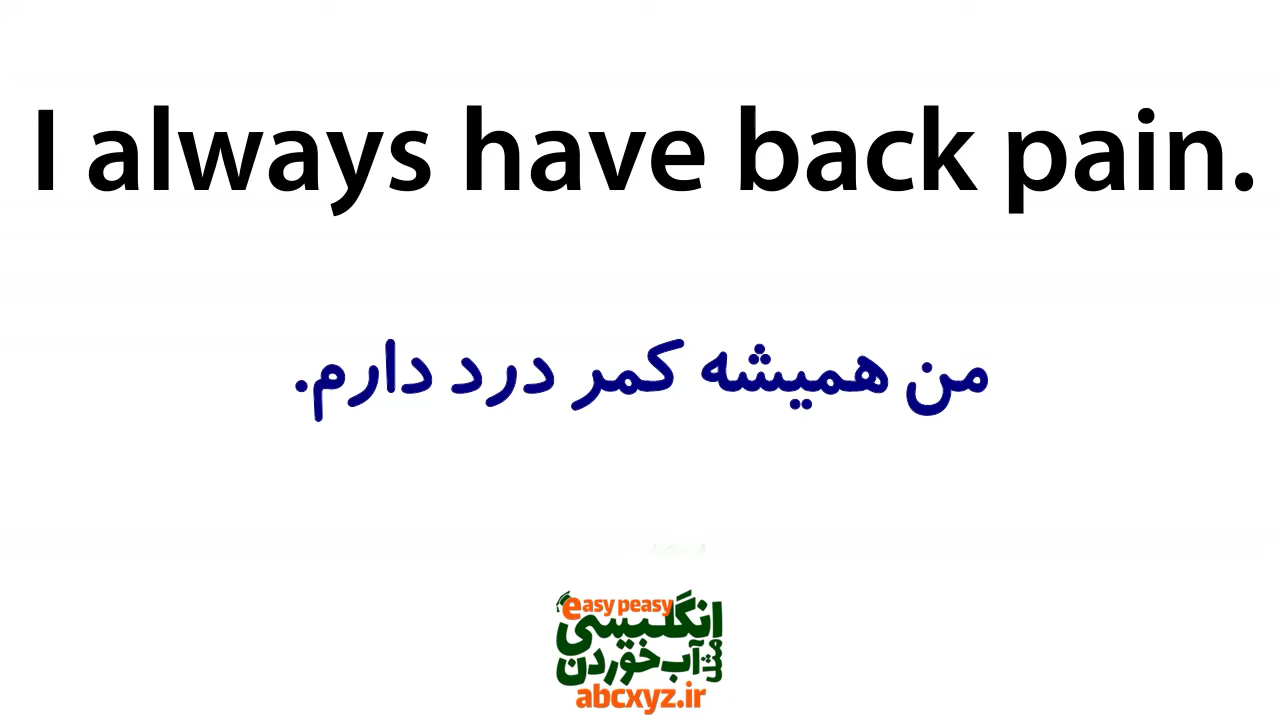 I always have back pain.
من همیشه کمر درد دارم.
easy peasy
انگلیسی
مثل آب خوردن
abcxyz.ir